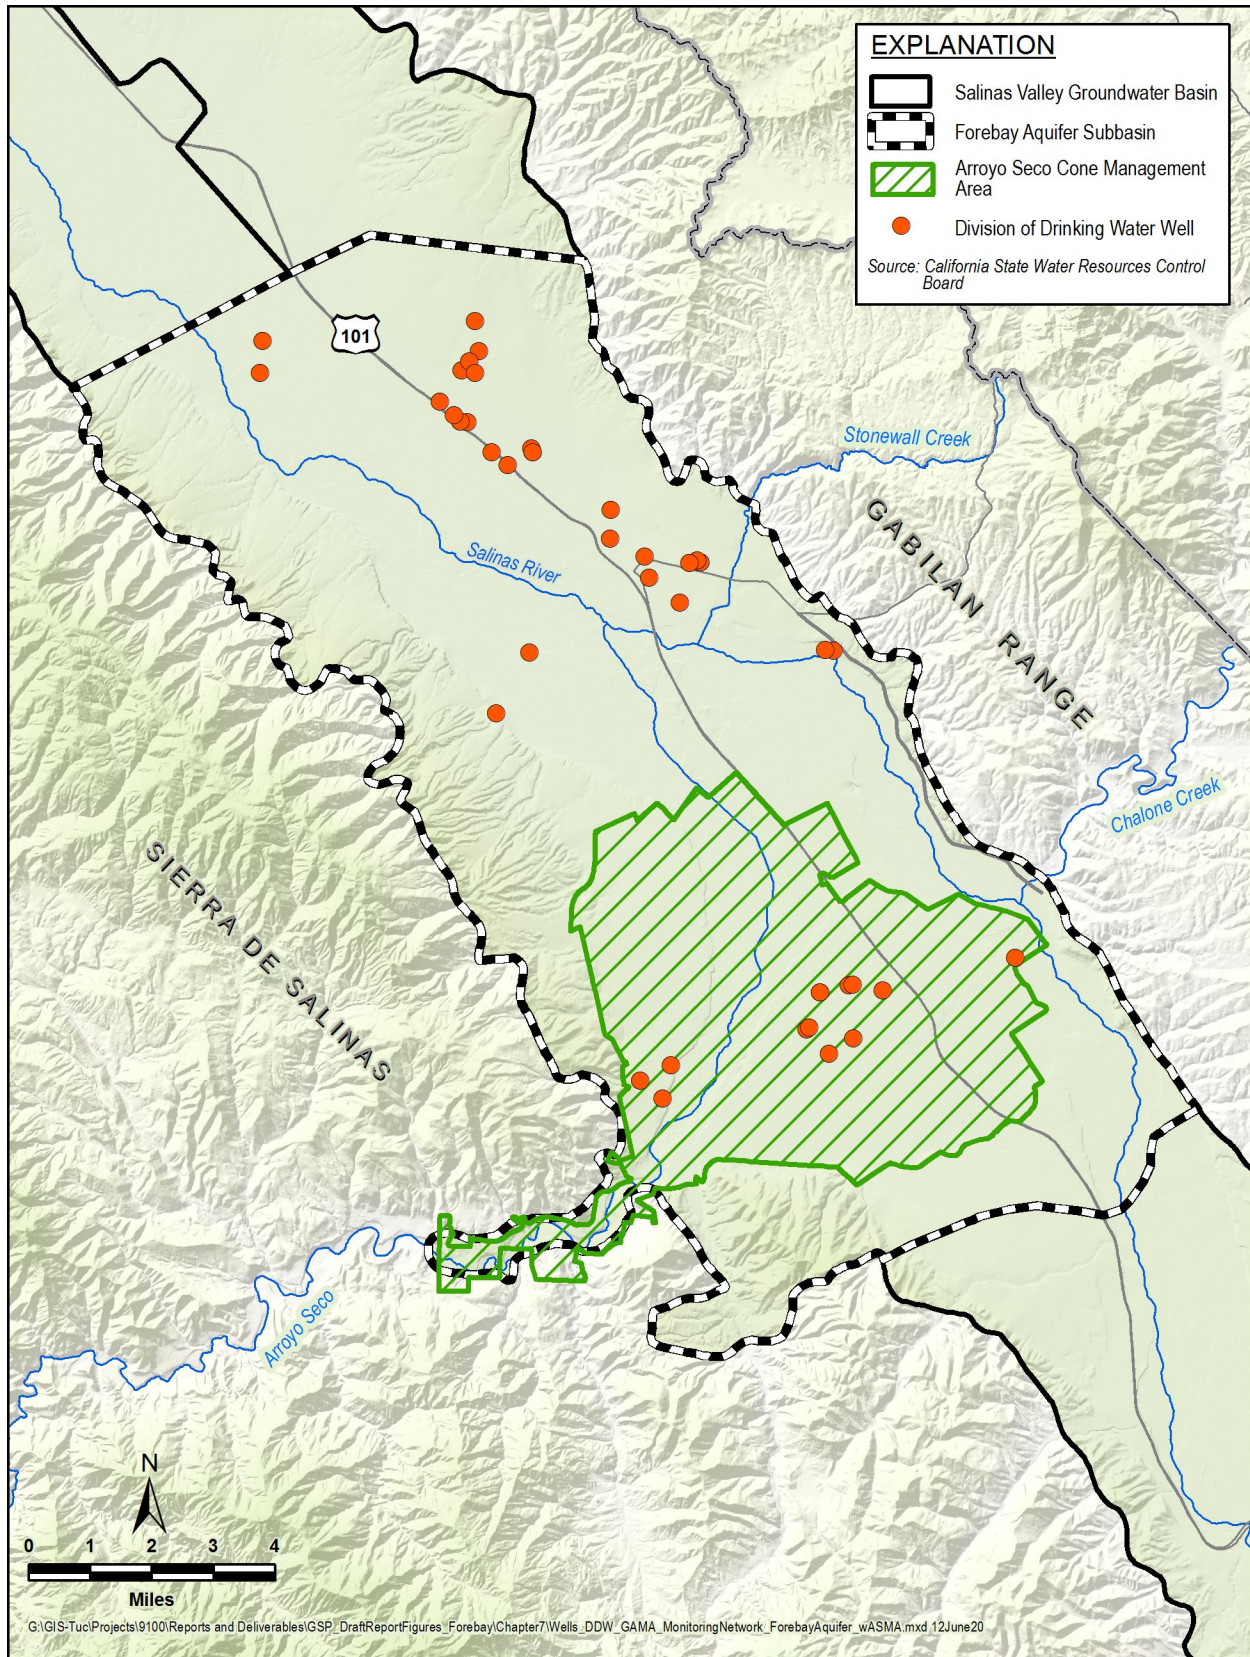 EXPLANATION
Salinas Valley Groundwater Basin
Forebay Aquifer Subbasin
Arroyo Seco Cone Management
Area
Division of Drinking Water Well
Source: California State Water Resources Control
Board
101
Stonewall Creek
GABILAN RANGE
Salinas River
Chalone Creek
SIERRA DE SALINAS
Arroyo Seco
N
0 1 2 3 4
Miles
G:\GIS-Tuc\Projects\9100\Reports and Deliverables\GSP_DraftReportFigures_Forebay\Chapter7\Wells_DDW_GAMA_MonitoringNetwork_ForebayAquifer_wASMA.mxd 12June20